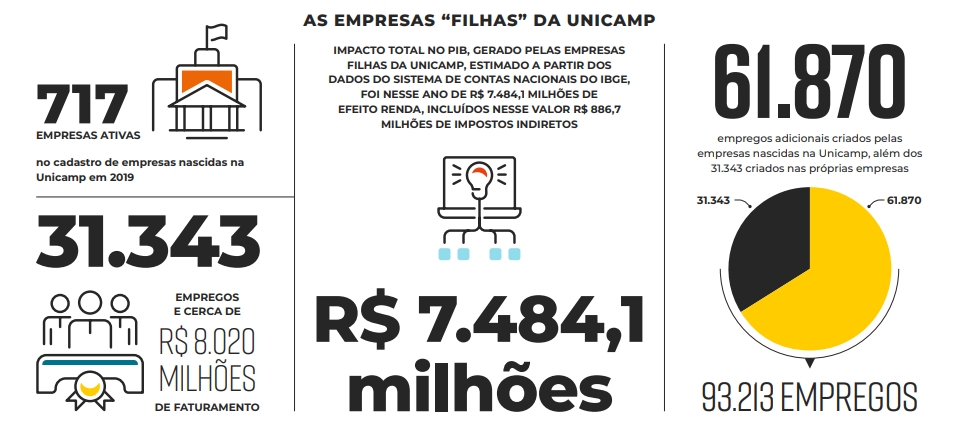 AS EMPRESAS “FILHAS” DA UNICAMP
717
EMPRESAS ATIVAS
no cadastro de empresas nascidas na
Unicamp em 2019
31.343
EMPREGOS
E CERCA DE
R$ 8.020
MILHÕES
DE FATURAMENTO
IMPACTO TOTAL NO PIB, GERADO PELAS EMPRESAS
FILHAS DA UNICAMP, ESTIMADO A PARTIR DOS
DADOS DO SISTEMA DE CONTAS NACIONAIS DO IBGE,
FOI NESSE ANO DE R$ 7.484,1 MILHÕES DE
EFEITO RENDA, INCLUÍDOS NESSE VALOR R$ 886,7
MILHÕES DE IMPOSTOS INDIRETOS
R$ 7.484,1
milhões
61.870
empregos adicionais criados pelas
empresas nascidas na Unicamp, além dos
31.343 criados nas próprias empresas
31.343
61.870
93.213 EMPREGOS